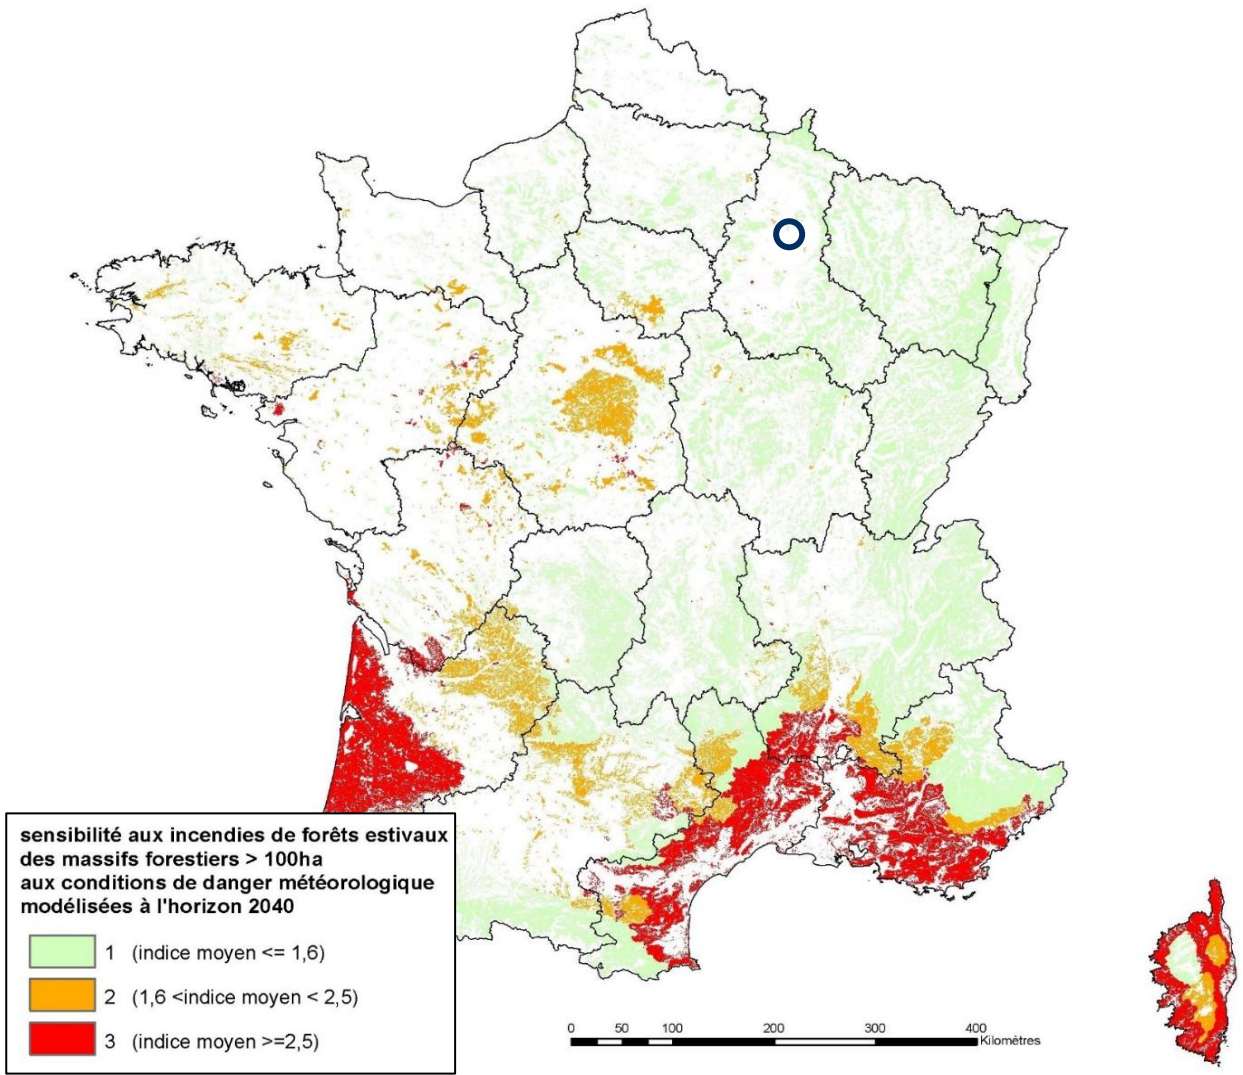 sensibilité aux incendies de forêts estivaux
des massifs forestiers > 100ha
aux conditions de danger météorologique
modélisées à l'horizon 2040
1 (indice moyen <= 1,6)
2 (1,6 <indice moyen < 2,5)
3 (indice moyen >=2,5)
0 50 100 200 300 400
Kilomètres